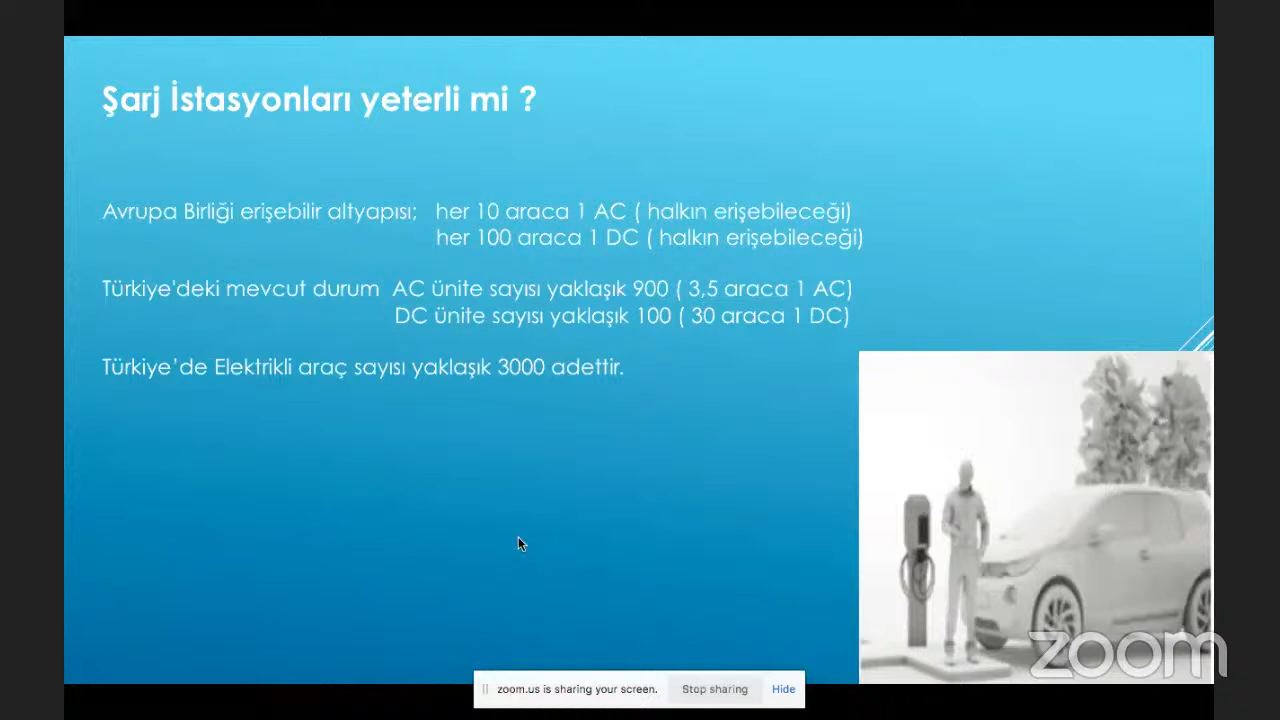 Şarj İstasyonları yeterli mi ?
Avrupa Birliği erişebilir altyapısı; her 10 araca 1 AC ( halkın erişebileceği)
her 100 araca 1 DC ( halkın erişebileceği)
Türkiye'deki mevcut durum AC ünite sayısı yaklaşık 900 ( 3,5 araca 1 AC)
DC ünite sayısı yaklaşık 100 ( 30 araca 1 DC)
Türkiye’de Elektrikli araç sayısı yaklaşık 3000 adettir.
zoom
zoom.us is sharing your screen. Stop sharing Hide